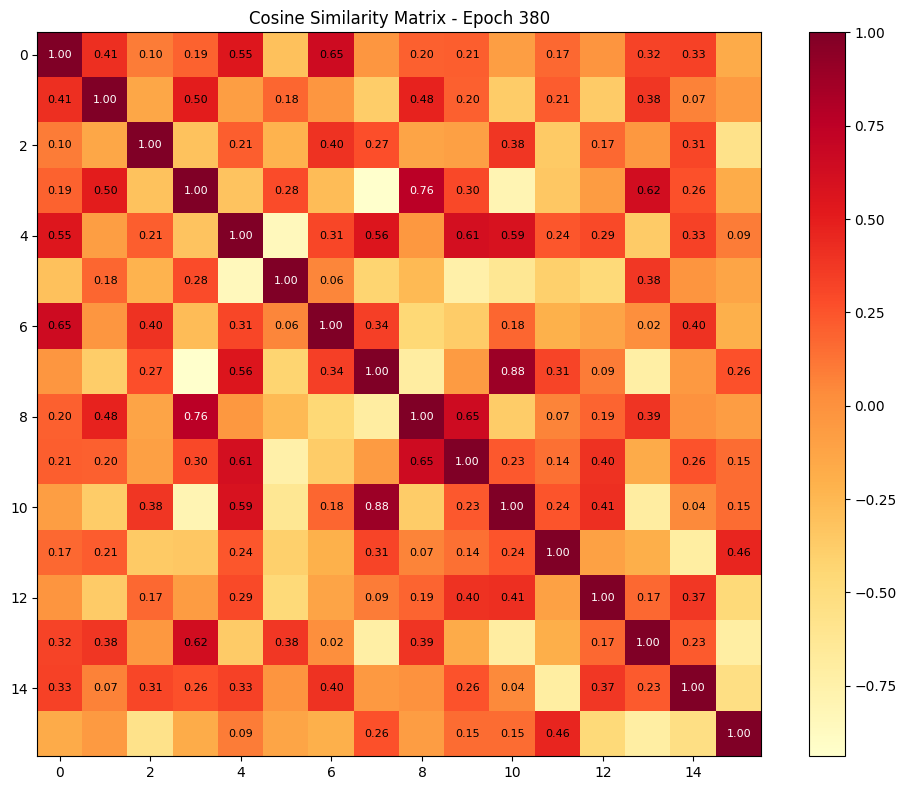 Cosine Similarity Matrix - Epoch 380
0 1.00 0.41 0.10 0.19 0.55 0.65 0.20 0.21 0.17 0.32 0.33
0.41 1.00 0.50 0.18 0.48 0.20 0.21 0.38 0.07
2 0.10 1.00 0.21 0.40 0.27 0.38 0.17 0.31
0.19 0.50 1.00 0.28 0.76 0.30 0.62 0.26
4 0.55 0.21 1.00 0.31 0.56 0.61 0.59 0.24 0.29 0.33 0.09
0.18 0.28 1.00 0.06 0.38
6 0.65 0.40 0.31 0.06 1.00 0.34 0.18 0.02 0.40
0.27 0.56 0.34 1.00 0.88 0.31 0.09 0.26
8 0.20 0.48 0.76 1.00 0.65 0.07 0.19 0.39
0.21 0.20 0.30 0.61 0.65 1.00 0.23 0.14 0.40 0.26 0.15
10 0.38 0.59 0.18 0.88 0.23 1.00 0.24 0.41 0.04 0.15
0.17 0.21 0.24 0.31 0.07 0.14 0.24 1.00 0.46
12 0.17 0.29 0.09 0.19 0.40 0.41 1.00 0.17 0.37
0.32 0.38 0.62 0.38 0.02 0.39 0.17 1.00 0.23
14 0.33 0.07 0.31 0.26 0.33 0.40 0.26 0.04 0.37 0.23 1.00
0.09 0.26 0.15 0.15 0.46 1.00
0 2 4 6 8 10 12 14
1.00
0.75
0.50
0.25
0.00
−0.25
−0.50
−0.75